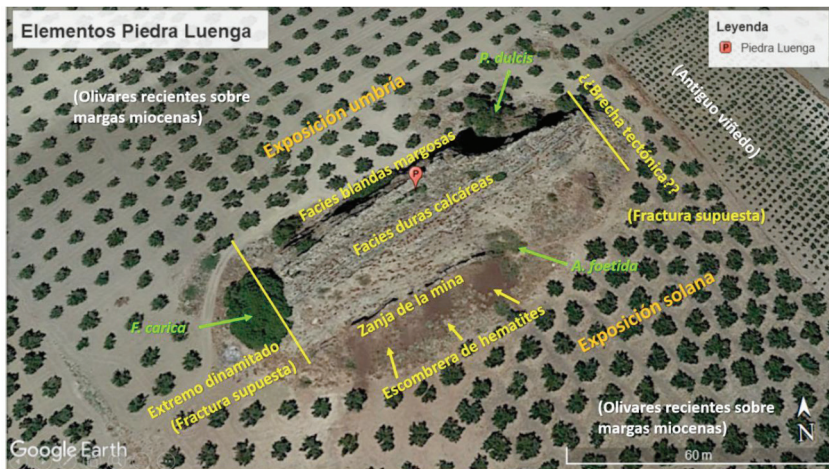 Elementos Piedra Luenga
Leyenda
P Piedra Luenga
P. dulcis
(Olivares recientes sobre
margas miocenas)
Exposición umbría
¿¿Brecha tectónica??
(Antiguo viñedo)
Facies blandas margosas
P
Facies duras calcáreas
(Fractura supuesta)
A. foetida
F. carica
Zanja de la mina
Exposición solana
Escombrera de hematites
Extremo dinamitado
(Fractura supuesta)
(Olivares recientes sobre
margas miocenas)
N
Google Earth
60 m